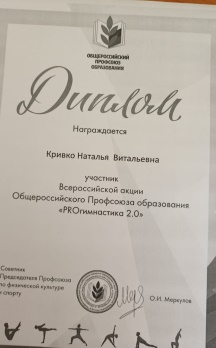 ОБЩЕРОССИЙСКИЙ
ПРОФСОЮЗ
ОБРАЗОВАНИЯ
Диплом
Награждается
Кривко Наталья Витальевна
участник
Всероссийской акции
Общероссийского Профсоюза образования
«PROгимнастика 2.0»
Советник
Председателя Профсоюза
по физической культуре
и спорту
О.И. Меркулов